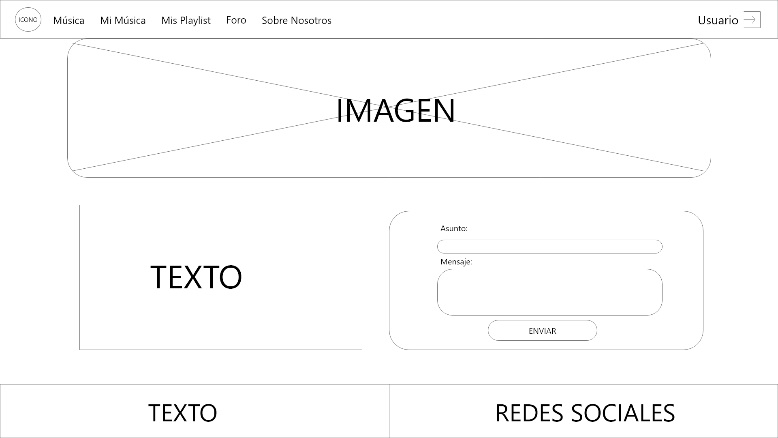 ICONO Música Mi Música Mis Playlist Foro Sobre Nosotros Usuario
IMAGEN
TEXTO
Asunto:
Mensaje:
ENVIAR
TEXTO REDES SOCIALES